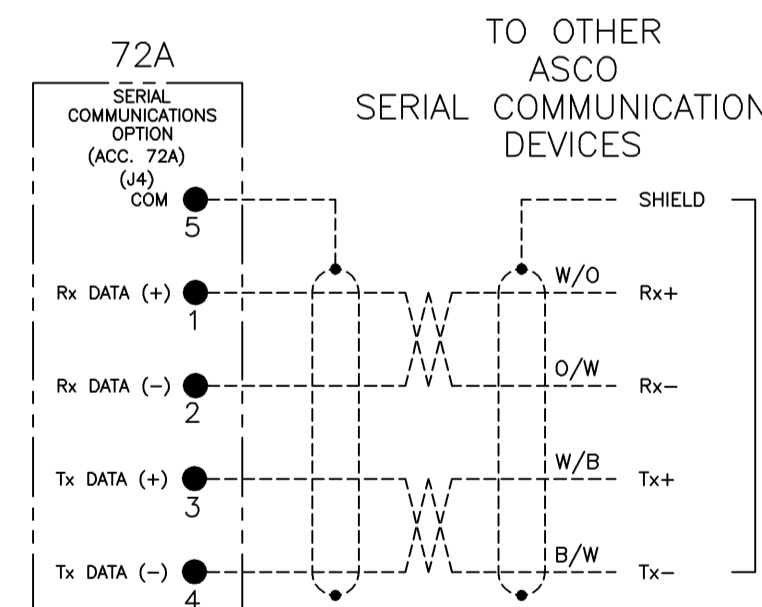 72A
TO OTHER
ASCO
SERIAL COMMUNICATION
DEVICES
SERIAL
COMMUNICATIONS
OPTION
(ACC. 72A)
(J4)
COM
5
SHIELD
Rx DATA (+)
1
W/O
Rx+
Rx DATA (-)
2
O/W
Rx-
Tx DATA (+)
3
W/B
Tx+
Tx DATA (-)
4
B/W
Tx-